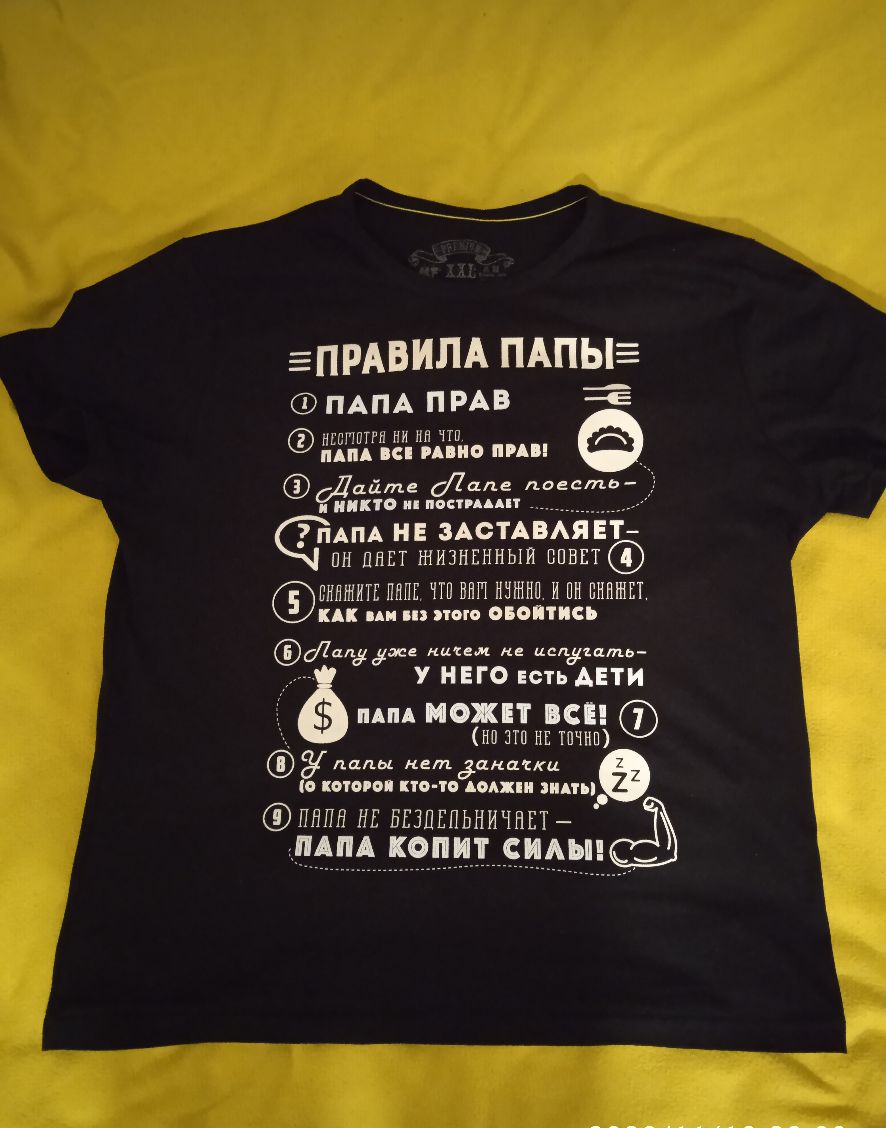 PREMIUM
XXL
ПРАВИЛА ПАПЫ
1 ПАПА ПРАВ
2 НЕСМОТРЯ НИ НА ЧТО,
ПАПА ВСЕ РАВНО ПРАВ!
3 Дайте Папе поесть–
и НИКТО НЕ ПОСТРАДАЕТ
? ПАПА НЕ ЗАСТАВЛЯЕТ–
ОН ДАЕТ ЖИЗНЕННЫЙ СОВЕТ 4
5 СКАЖИТЕ ПАПЕ, ЧТО ВАМ НУЖНО, И ОН СКАЖЕТ,
КАК ВАМ БЕЗ ЭТОГО ОБОЙТИСЬ
6 Папу уже ничем не испугать–
У НЕГО ЕСТЬ ДЕТИ
$ ПАПА МОЖЕТ ВСЁ! 7
(НО ЭТО НЕ ТОЧНО)
8 У папы нет заначки
(О КОТОРОЙ КТО-ТО ДОЛЖЕН ЗНАТЬ)
z z z
9 ПАПА НЕ БЕЗДЕЛЬНИЧАЕТ –
ПАПА КОПИТ СИЛЫ!